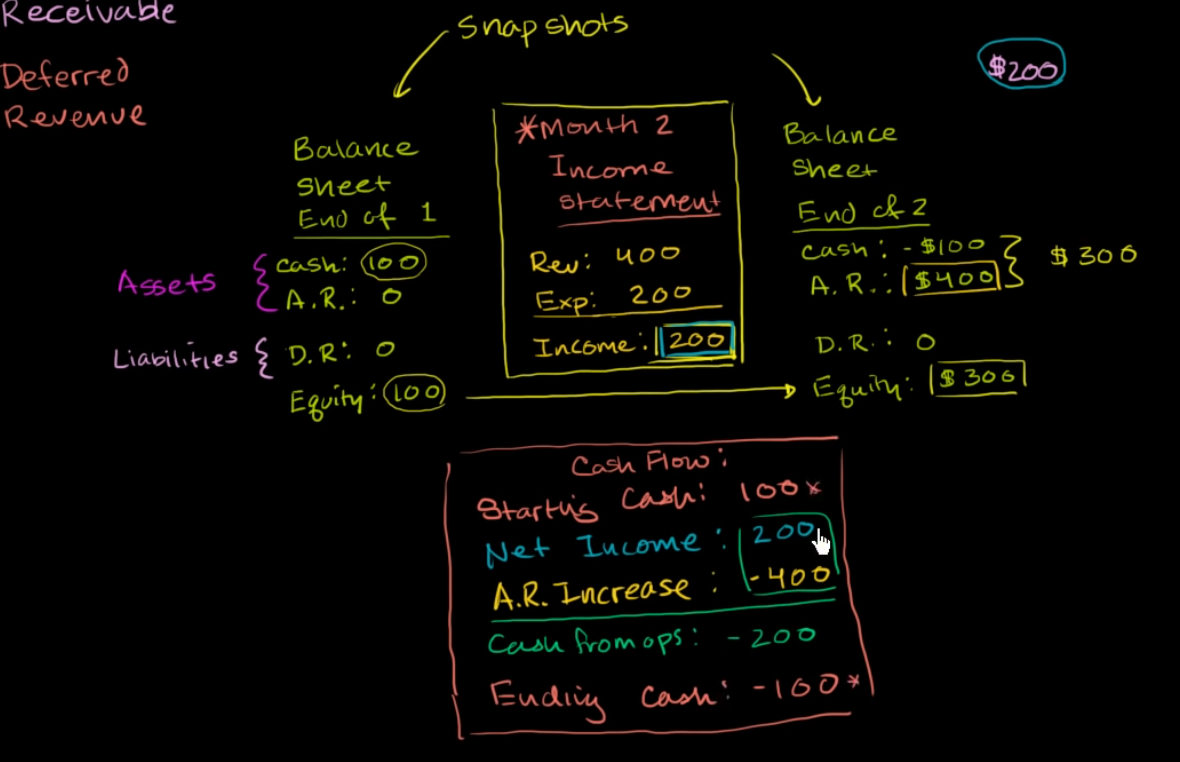 Receivable
Deferred
Revenue
Snapshots
$200
Balance
Sheet
End of 1
Assets
Cash: 100
A.R.: 0
Liabilities
D.R: 0
Equity: 100
*Month 2
Income
Statement
Rev: 400
Exp: 200
Income: 200
Balance
Sheet
End of 2
Cash: -$100
A.R.: $400
$300
D.R.: 0
Equity: $300
Cash Flow:
Starting Cash: 100*
Net Income: 200
A.R. Increase: -400
Cash from ops: -200
Ending Cash: -100*